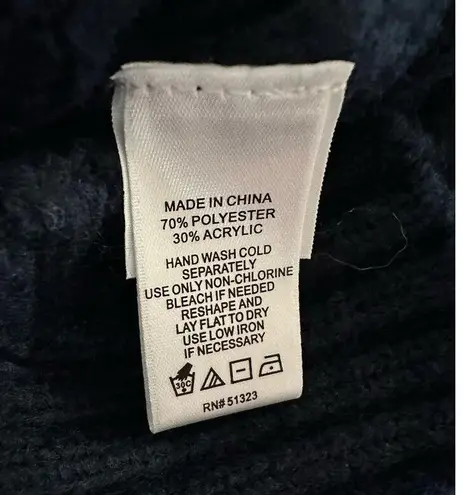 MADE IN CHINA
70% POLYESTER
30% ACRYLIC
HAND WASH COLD
SEPARATELY
USE ONLY NON-CHLORINE
BLEACH IF NEEDED
RESHAPE AND
LAY FLAT TO DRY
USE LOW IRON
IF NECESSARY
30C
RN# 51323